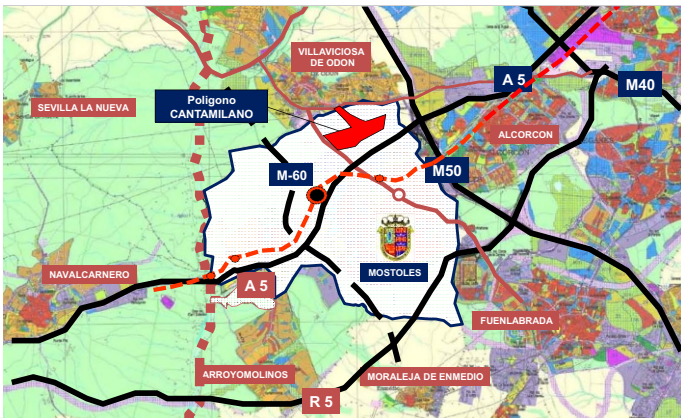 VILLAVICIOSA
DE ODON
A 5
M40
SEVILLA LA NUEVA
Polígono
CANTAMILANO
ALCORCON
M-60
M50
NAVALCARNERO
MOSTOLES
A 5
FUENLABRADA
ARROYOMOLINOS
MORALEJA DE ENMEDIO
R 5